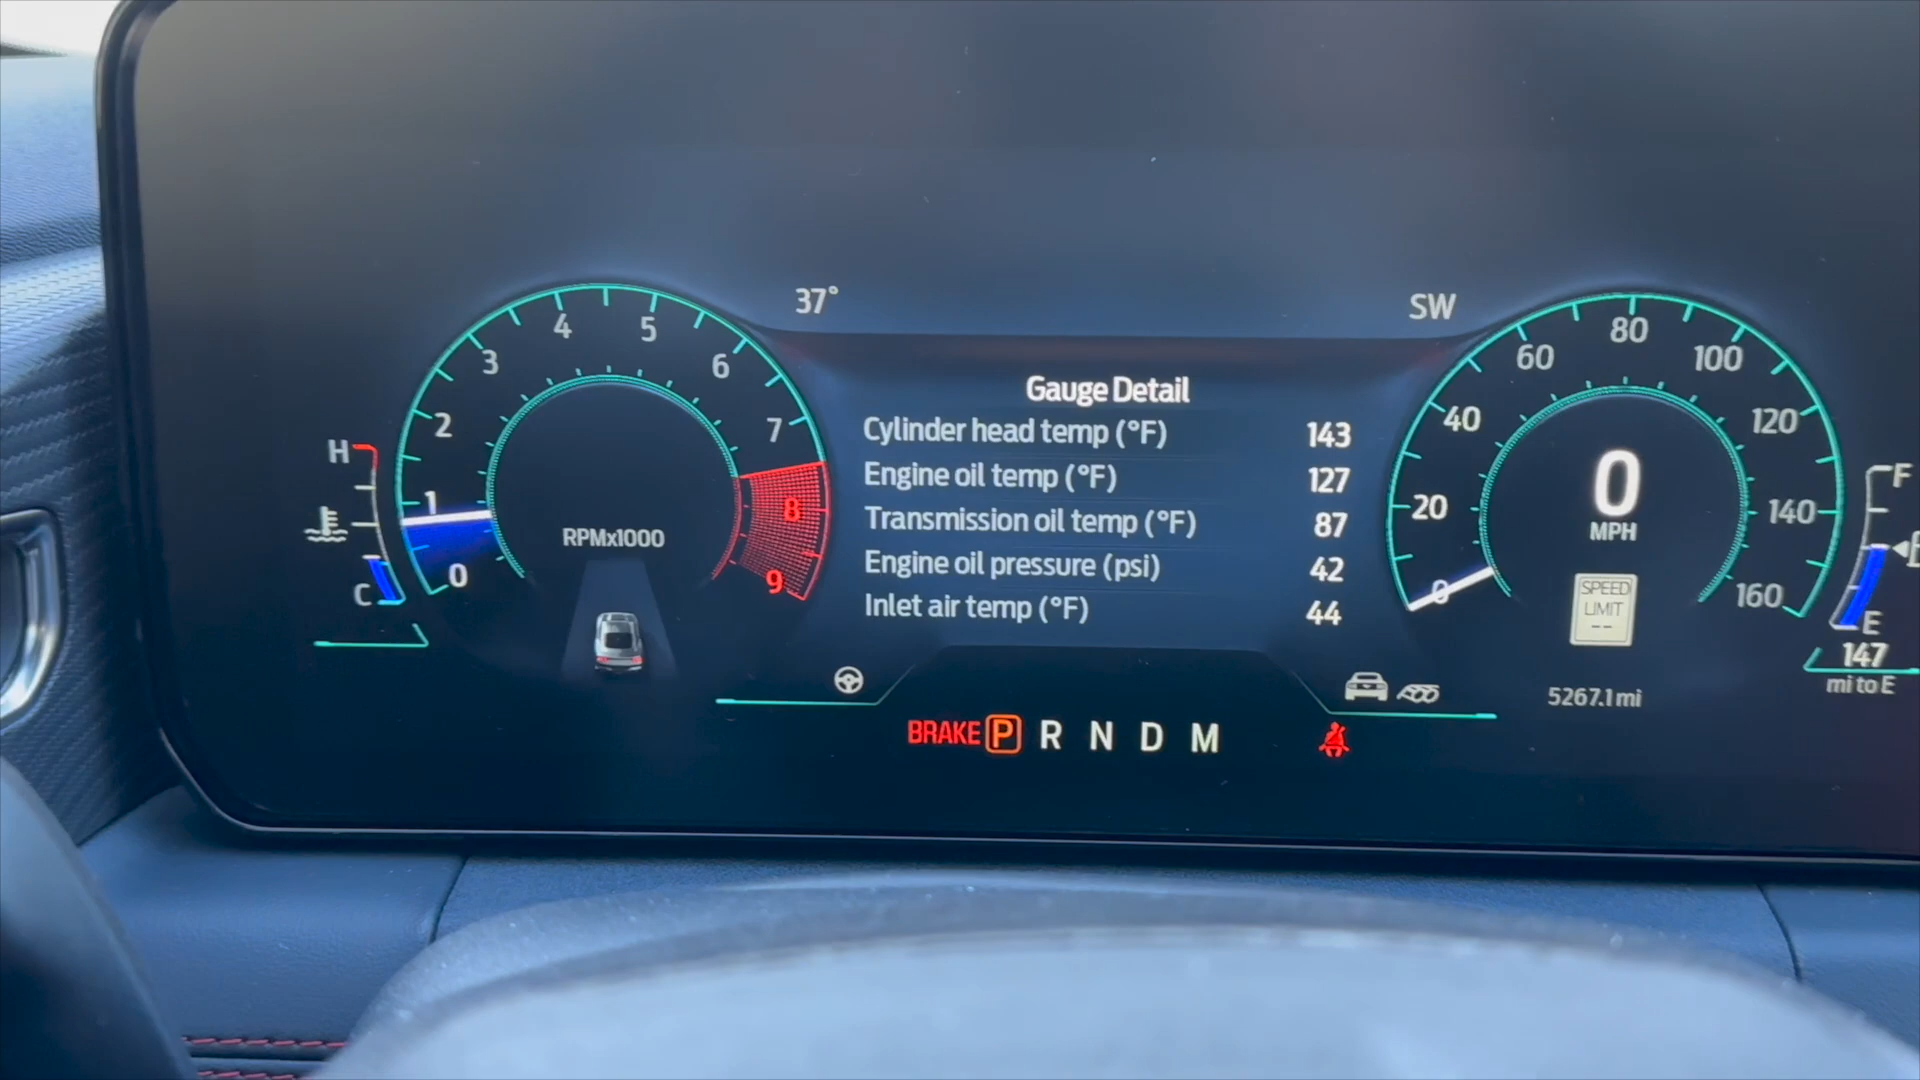 37° SW
4 5
3 6
2 7
1 8
0 9
RPMx1000
H
C
Gauge Detail
Cylinder head temp (°F) 143
Engine oil temp (°F) 127
Transmission oil temp (°F) 87
Engine oil pressure (psi) 42
Inlet air temp (°F) 44
80
60 100
40 120
20 140
0 160
0
MPH
SPEED
LIMIT
--
5267.1 mi
F
E
147
mi to E
BRAKE P R N D M